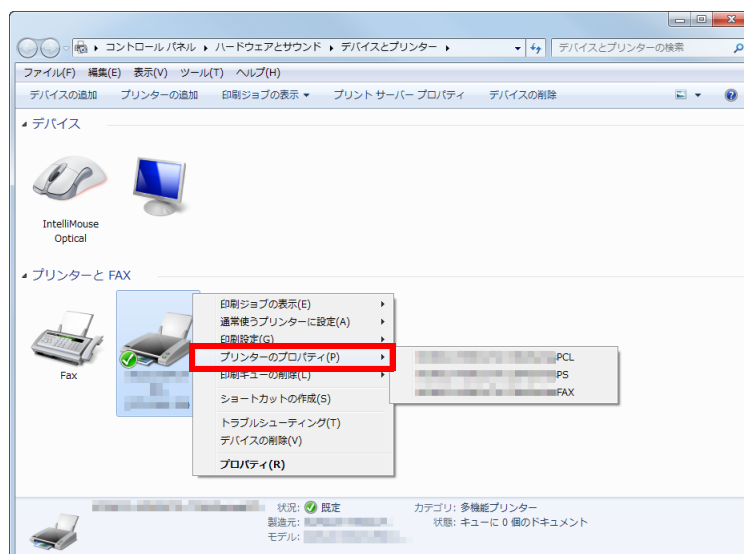 コントロール パネル ▸ ハードウェアとサウンド ▸ デバイスとプリンター ▸
デバイスとプリンターの検索
ファイル(F) 編集(E) 表示(V) ツール(T) ヘルプ(H)
デバイスの追加 プリンターの追加 印刷ジョブの表示 ▼ プリント サーバー プロパティ デバイスの削除
デバイス
IntelliMouse
Optical
プリンターと FAX
Fax
印刷ジョブの表示(E)
通常使うプリンターに設定(A)
印刷設定(G)
プリンターのプロパティ(P)
印刷キューの削除(L)
ショートカットの作成(S)
トラブルシューティング(T)
デバイスの削除(V)
プロパティ(R)
PCL
PS
FAX
状況: 既定
カテゴリ: 多機能プリンター
製造元:
状態: キューに 0 個のドキュメント
モデル: